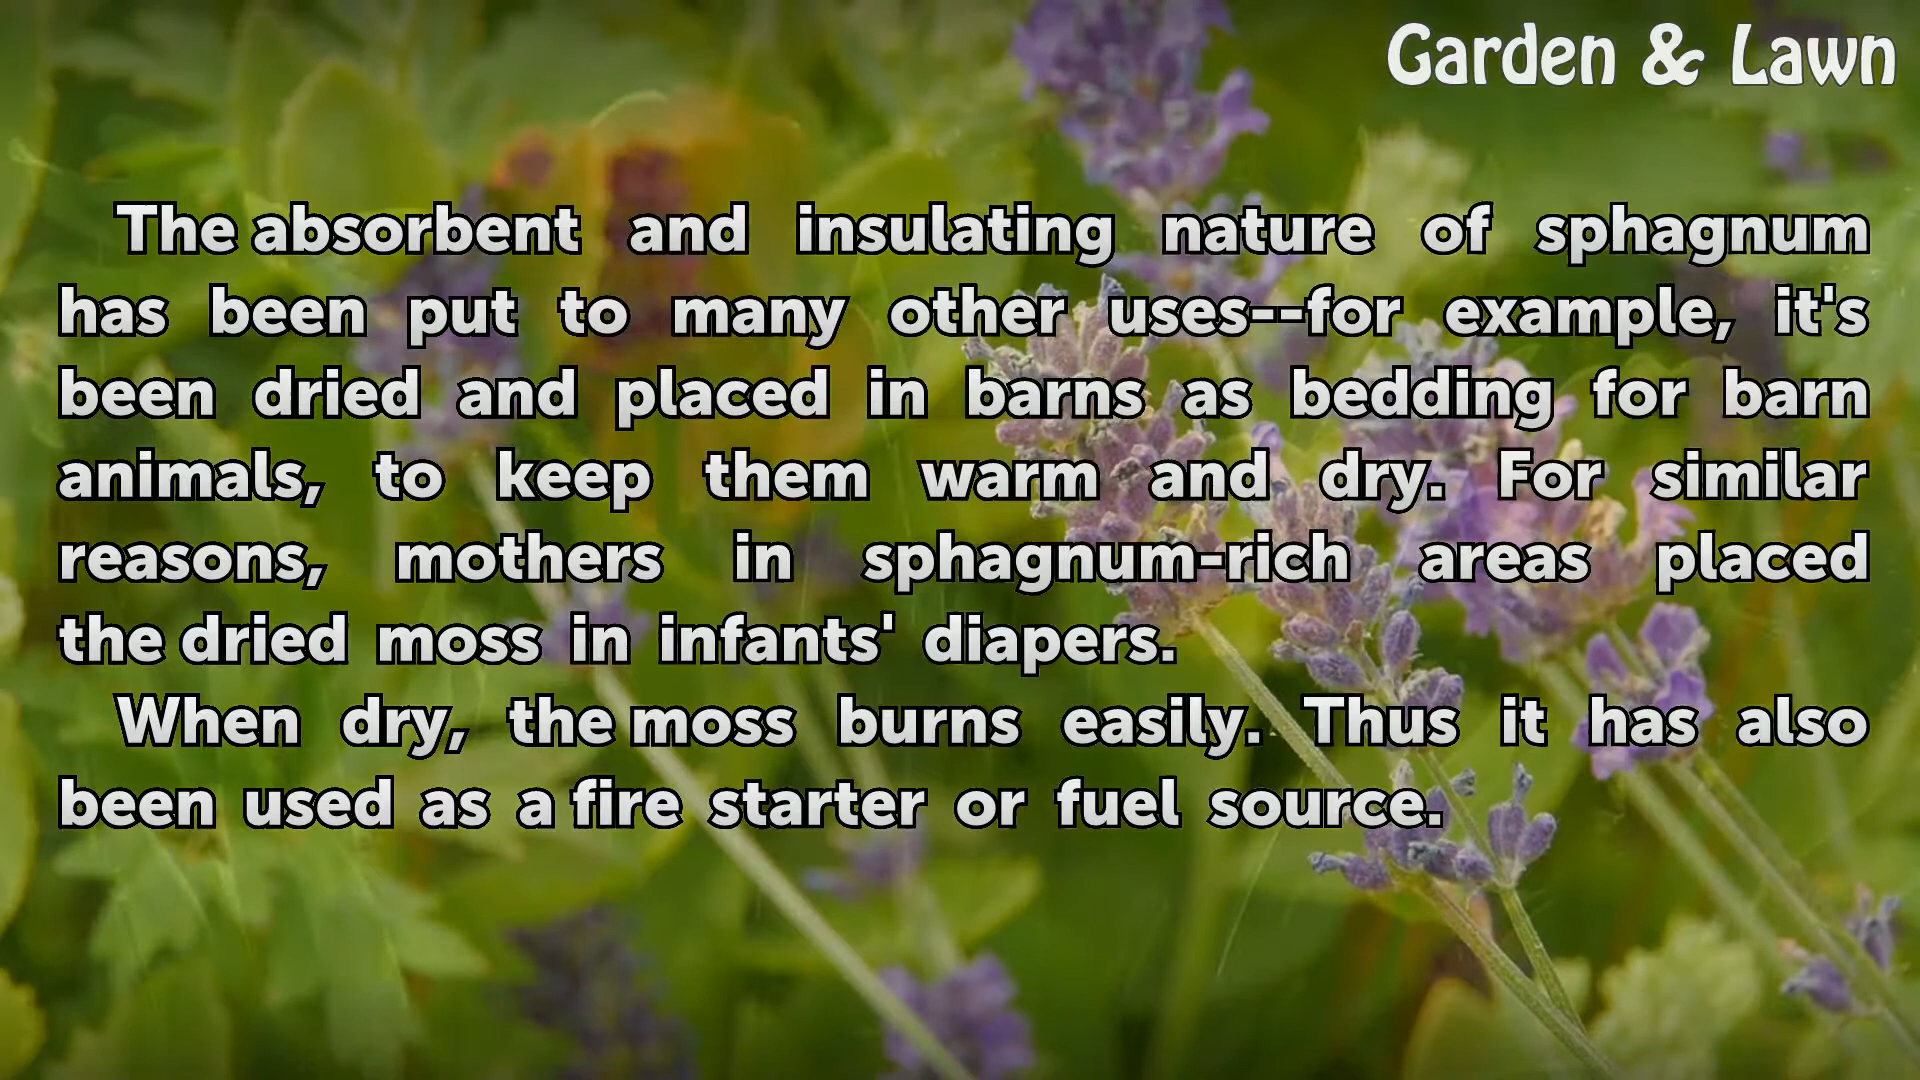 Garden & Lawn
The absorbent and insulating nature of sphagnum
has been put to many other uses--for example, it's
been dried and placed in barns as bedding for barn
animals, to keep them warm and dry. For similar
reasons, mothers in sphagnum-rich areas placed
the dried moss in infants' diapers.
When dry, the moss burns easily. Thus it has also
been used as a fire starter or fuel source.